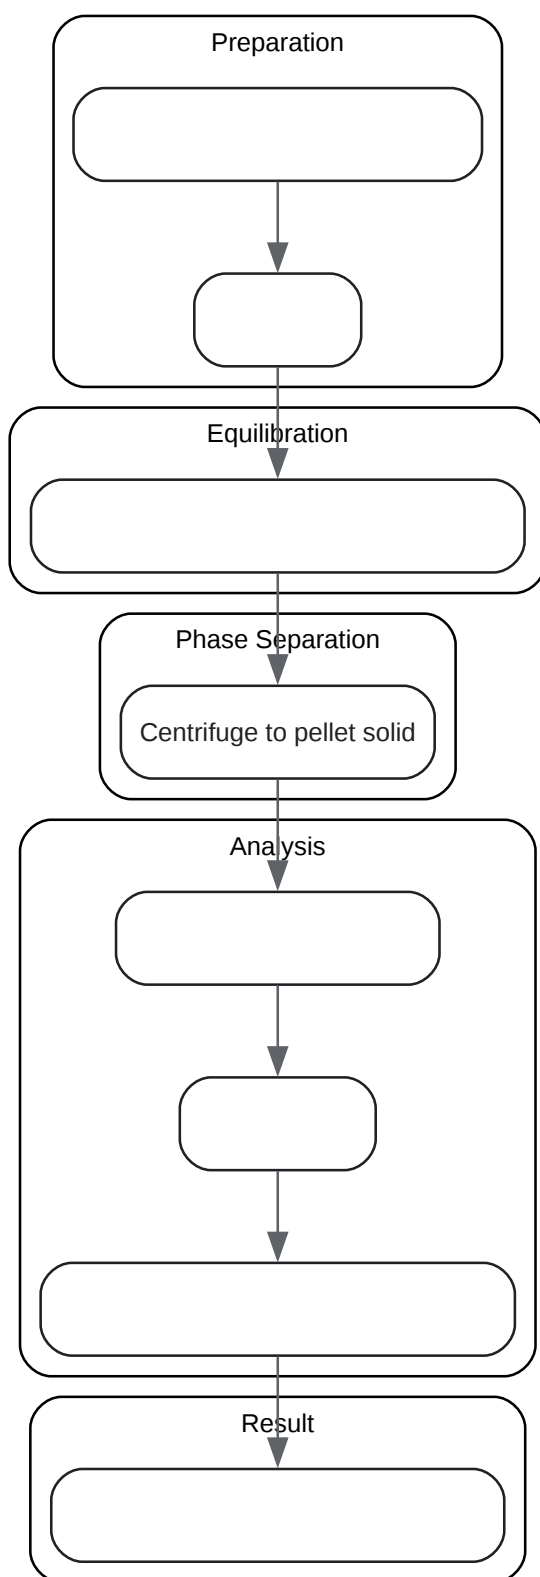 Preparation
Equilibration
Phase Separation
Centrifuge to pellet solid
Analysis
Result